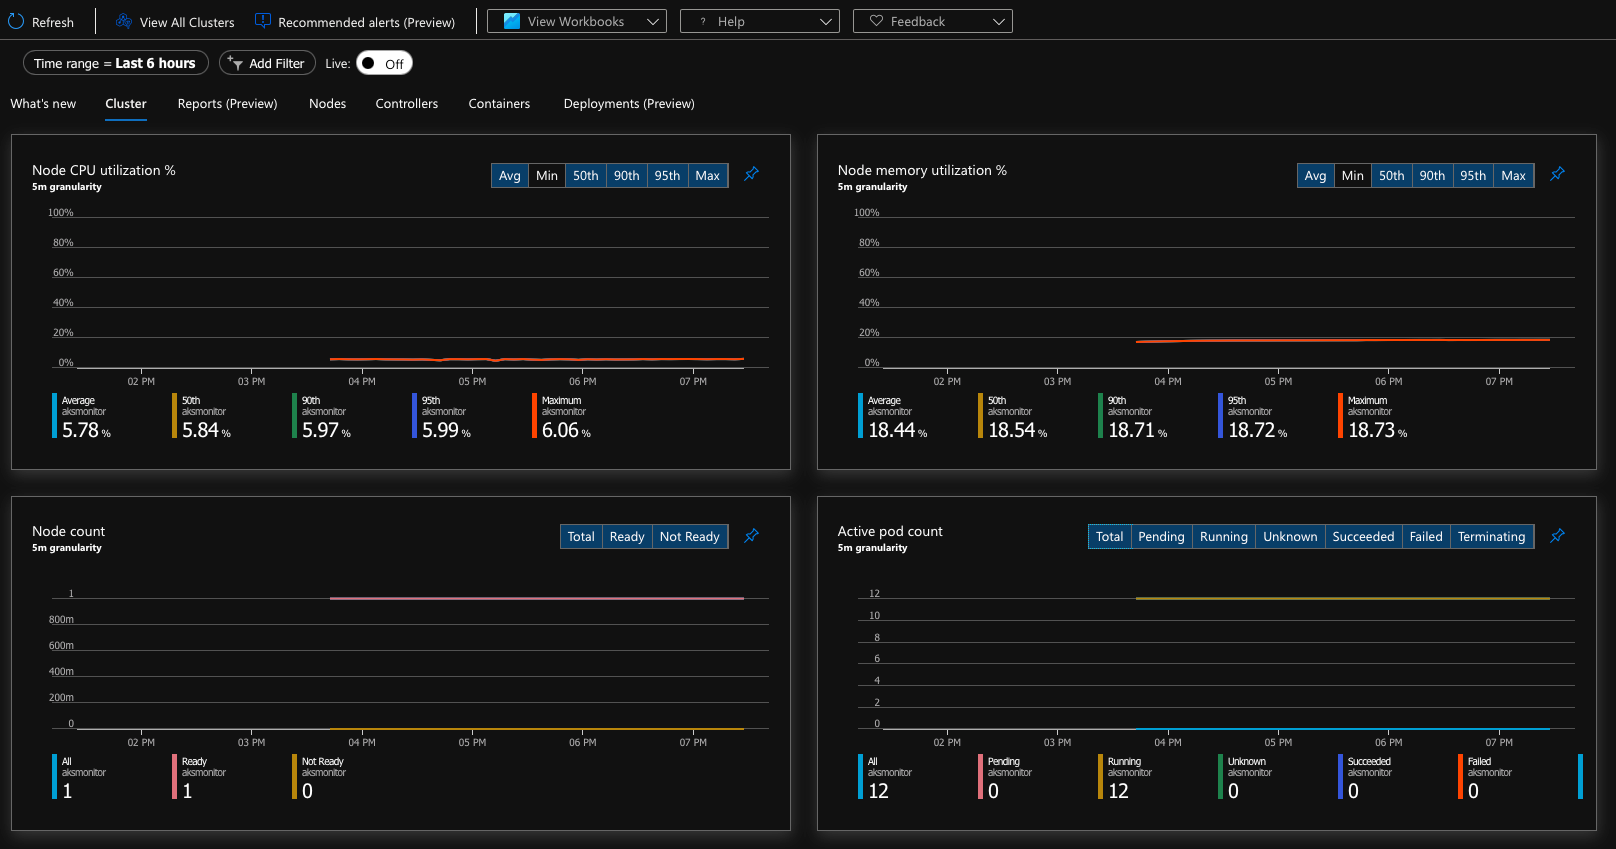 Refresh View All Clusters Recommended alerts (Preview) View Workbooks ? Help Feedback
Time range = Last 6 hours Add Filter Live: Off
What's new Cluster Reports (Preview) Nodes Controllers Containers Deployments (Preview)
Node CPU utilization %
5m granularity
Avg Min 50th 90th 95th Max
100%
80%
60%
40%
20%
0%
02 PM 03 PM 04 PM 05 PM 06 PM 07 PM
Average 50th 90th 95th Maximum
aksmonitor aksmonitor aksmonitor aksmonitor aksmonitor
5.78 % 5.84 % 5.97 % 5.99 % 6.06 %
Node memory utilization %
5m granularity
Avg Min 50th 90th 95th Max
100%
80%
60%
40%
20%
0%
02 PM 03 PM 04 PM 05 PM 06 PM 07 PM
Average 50th 90th 95th Maximum
aksmonitor aksmonitor aksmonitor aksmonitor aksmonitor
18.44 % 18.54 % 18.71 % 18.72 % 18.73 %
Node count
5m granularity
Total Ready Not Ready
1
800m
600m
400m
200m
0
02 PM 03 PM 04 PM 05 PM 06 PM 07 PM
All Ready Not Ready
aksmonitor aksmonitor aksmonitor
1 1 0
Active pod count
5m granularity
Total Pending Running Unknown Succeeded Failed Terminating
12
10
8
6
4
2
0
02 PM 03 PM 04 PM 05 PM 06 PM 07 PM
All Pending Running Unknown Succeeded Failed
aksmonitor aksmonitor aksmonitor aksmonitor aksmonitor aksmonitor
12 0 12 0 0 0